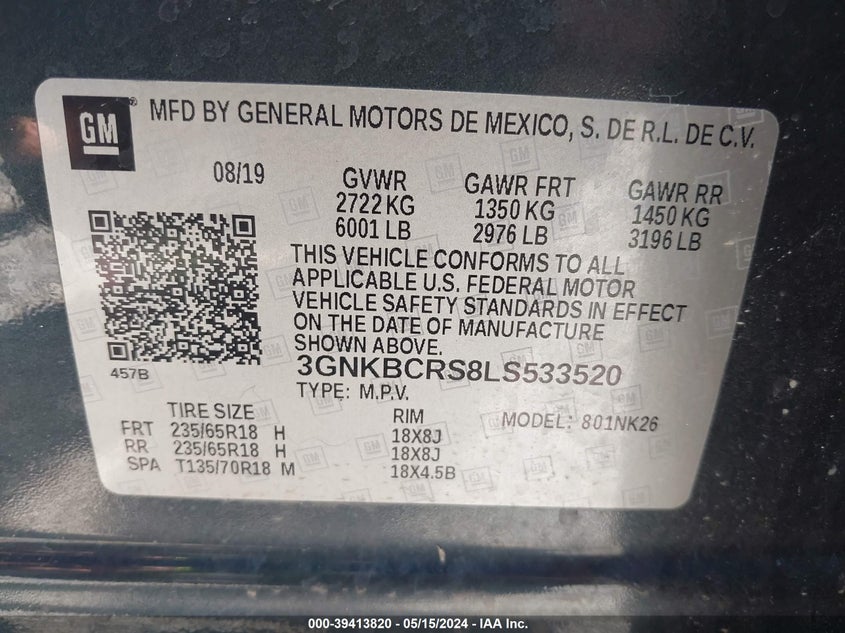 GM
MFD BY GENERAL MOTORS DE MEXICO, S. DE R.L. DE C.V.
08/19
GVWR GAWR FRT GAWR RR
2722 KG 1350 KG 1450 KG
6001 LB 2976 LB 3196 LB
THIS VEHICLE CONFORMS TO ALL
APPLICABLE U.S. FEDERAL MOTOR
VEHICLE SAFETY STANDARDS IN EFFECT
ON THE DATE OF MANUFACTURE
SHOWN ABOVE.
457B
3GNKBCRS8LS533520
TYPE: M.P.V.
TIRE SIZE RIM MODEL: 801NK26
FRT 235/65R18 H 18X8J
RR 235/65R18 H 18X8J
SPA T135/70R18 M 18X4.5B
000-39413820 - 05/15/2024 - IAA Inc.